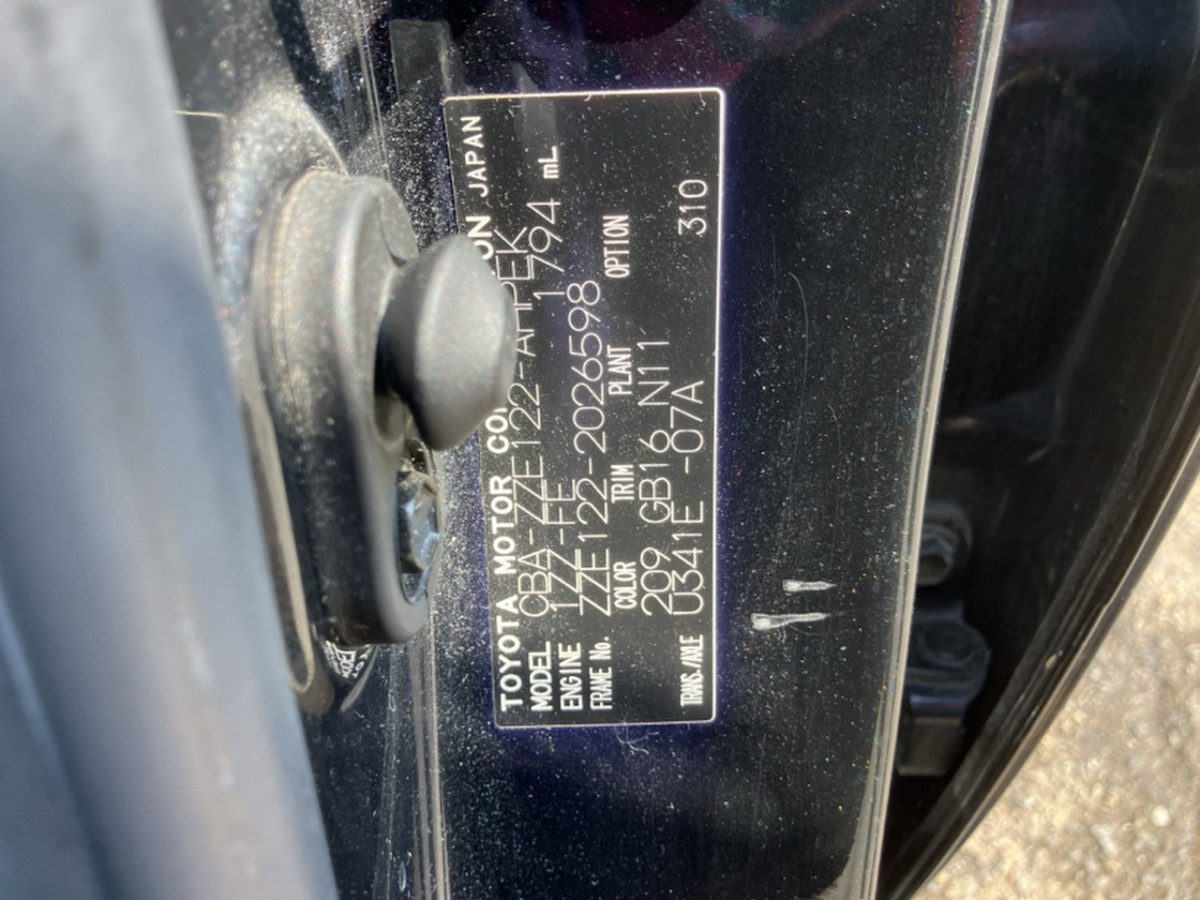 TOYOTA MOTOR JAPAN
MODEL CBA-ZZE122-AHPEK
ENGINE 1ZZ-FE 1794 mL
FRAME No. ZZE122-2026598
COLOR TRIM PLANT OPTION
209 GB16 N11 310
TRANS./AXLE U341E -07A